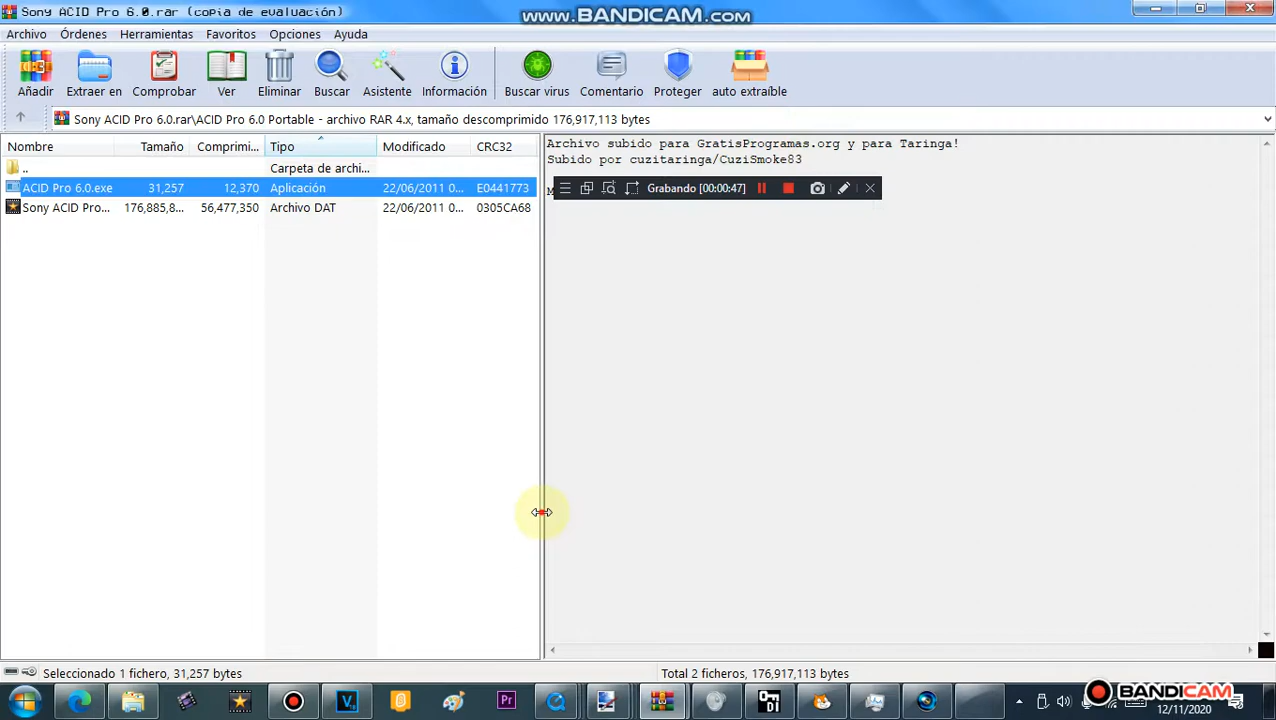 Sony ACID Pro 6.0.rar (copia de evaluación)
www.BANDICAM.com
Archivo Órdenes Herramientas Favoritos Opciones Ayuda
Añadir Extraer en Comprobar Ver Eliminar Buscar Asistente Información Buscar virus Comentario Proteger auto extraíble
Sony ACID Pro 6.0.rar\ACID Pro 6.0 Portable - archivo RAR 4.x, tamaño descomprimido 176,917,113 bytes
Nombre Tamaño Comprimi... Tipo Modificado CRC32
.. Carpeta de archi...
ACID Pro 6.0.exe 31,257 12,370 Aplicación 22/06/2011 0... E0441773
Sony ACID Pro... 176,885,8... 56,477,350 Archivo DAT 22/06/2011 0... 0305CA68
Archivo subido para GratisProgramas.org y para Taringa!
Subido por cuzitaringa/CuziSmoke83
Grabando [00:00:47]
Seleccionado 1 fichero, 31,257 bytes
Total 2 ficheros, 176,917,113 bytes
Pr
BANDICAM
12/11/2020